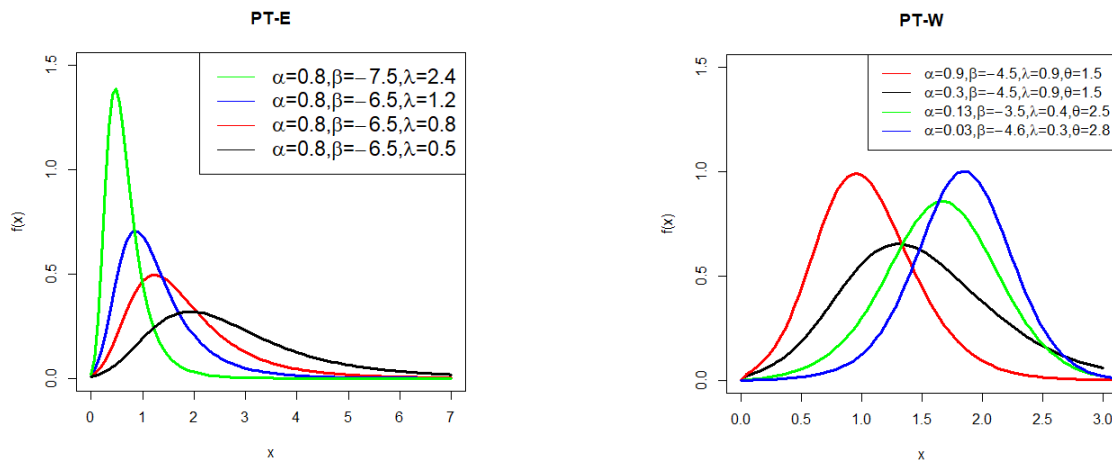 PT-E
α=0.8,β=−7.5,λ=2.4
α=0.8,β=−6.5,λ=1.2
α=0.8,β=−6.5,λ=0.8
α=0.8,β=−6.5,λ=0.5
f(x)
1.5
1.0
0.5
0.0
0 1 2 3 4 5 6 7
x
PT-W
α=0.9,β=−4.5,λ=0.9,θ=1.5
α=0.3,β=−4.5,λ=0.9,θ=1.5
α=0.13,β=−3.5,λ=0.4,θ=2.5
α=0.03,β=−4.6,λ=0.3,θ=2.8
f(x)
1.5
1.0
0.5
0.0
0.0 0.5 1.0 1.5 2.0 2.5 3.0
x